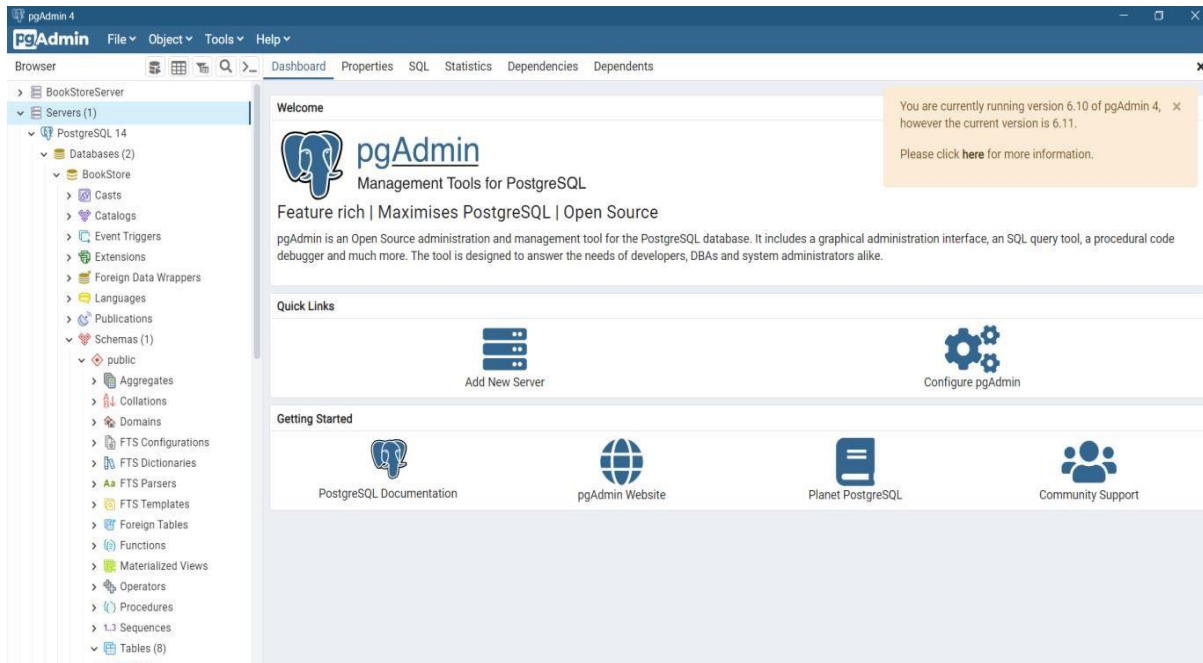 pgAdmin 4
pgAdmin File Object Tools Help
Browser
Dashboard Properties SQL Statistics Dependencies Dependents
BookStoreServer
Servers (1)
PostgreSQL 14
Databases (2)
BookStore
Casts
Catalogs
Event Triggers
Extensions
Foreign Data Wrappers
Languages
Publications
Schemas (1)
public
Aggregates
Collations
Domains
FTS Configurations
FTS Dictionaries
Aa FTS Parsers
FTS Templates
Foreign Tables
Functions
Materialized Views
Operators
Procedures
1..3 Sequences
Tables (8)
Welcome
pgAdmin
Management Tools for PostgreSQL
Feature rich | Maximises PostgreSQL | Open Source
pgAdmin is an Open Source administration and management tool for the PostgreSQL database. It includes a graphical administration interface, an SQL query tool, a procedural code
debugger and much more. The tool is designed to answer the needs of developers, DBAs and system administrators alike.
You are currently running version 6.10 of pgAdmin 4,
however the current version is 6.11.
Please click here for more information.
Quick Links
Add New Server
Configure pgAdmin
Getting Started
PostgreSQL Documentation
pgAdmin Website
Planet PostgreSQL
Community Support